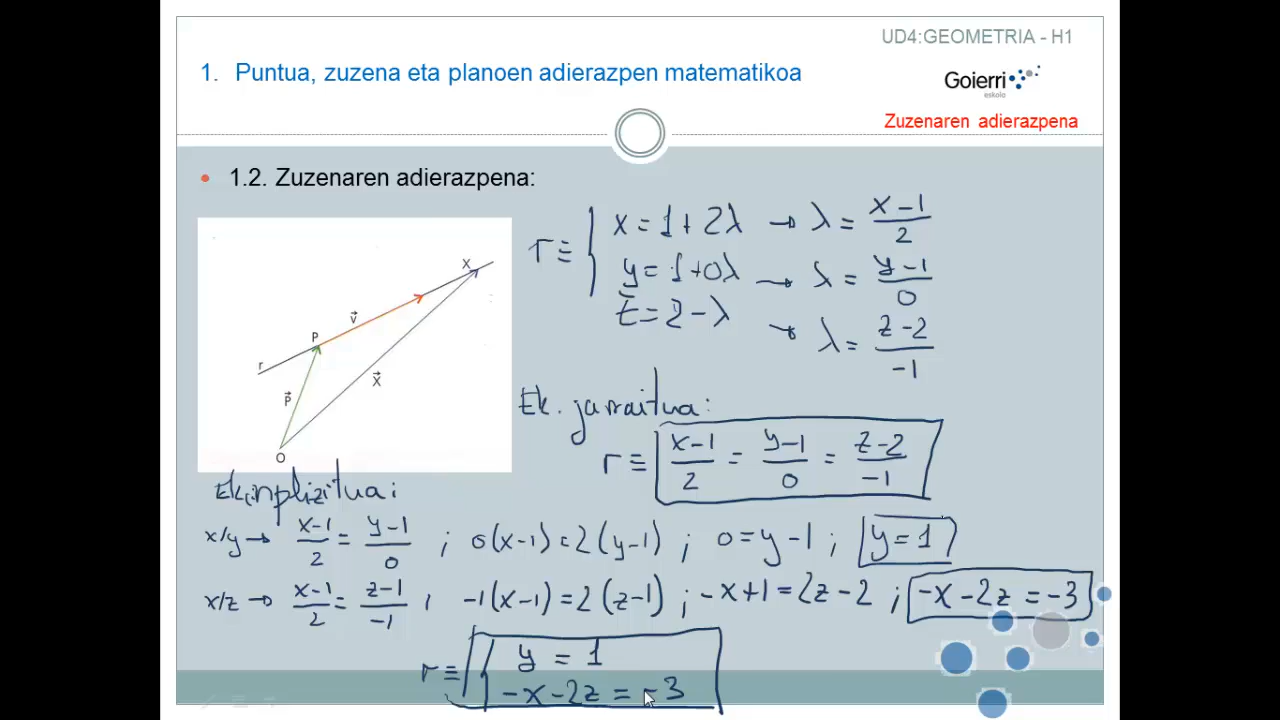 UD4:GEOMETRIA - H1
1. Puntua, zuzena eta planoen adierazpen matematikoa
Goierri
eskola
Zuzenaren adierazpena
• 1.2. Zuzenaren adierazpena:
r ≡ { x = 1 + 2λ → λ = (x-1)/2
y = 1 + 0λ → λ = (y-1)/0
z = 2 - λ → λ = (z-2)/-1
X
v⃗
P
r
x⃗
p⃗
O
Ek. jarraitua:
r ≡ (x-1)/2 = (y-1)/0 = (z-2)/-1
Ek inplizitua:
x/y → (x-1)/2 = (y-1)/0 ; 0(x-1) = 2(y-1) ; 0 = y-1 ; y = 1
x/z → (x-1)/2 = (z-1)/-1 ; -1(x-1) = 2(z-1) ; -x+1 = 2z-2 ; -x-2z = -3
r ≡ { y = 1
-x-2z = -3